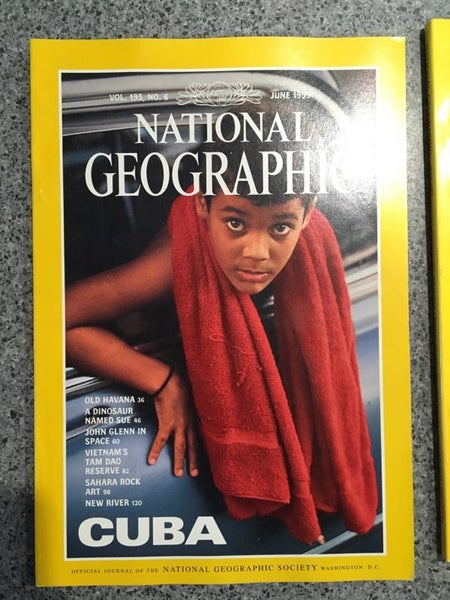 VOL. 195, NO. 6
JUNE 1999
NATIONAL
GEOGRAPHIC
OLD HAVANA 36
A DINOSAUR
NAMED SUE 46
JOHN GLENN IN
SPACE 60
VIETNAM'S
TAM DAO
RESERVE 82
SAHARA ROCK
ART 98
NEW RIVER 120
CUBA
OFFICIAL JOURNAL OF THE NATIONAL GEOGRAPHIC SOCIETY WASHINGTON, D.C.